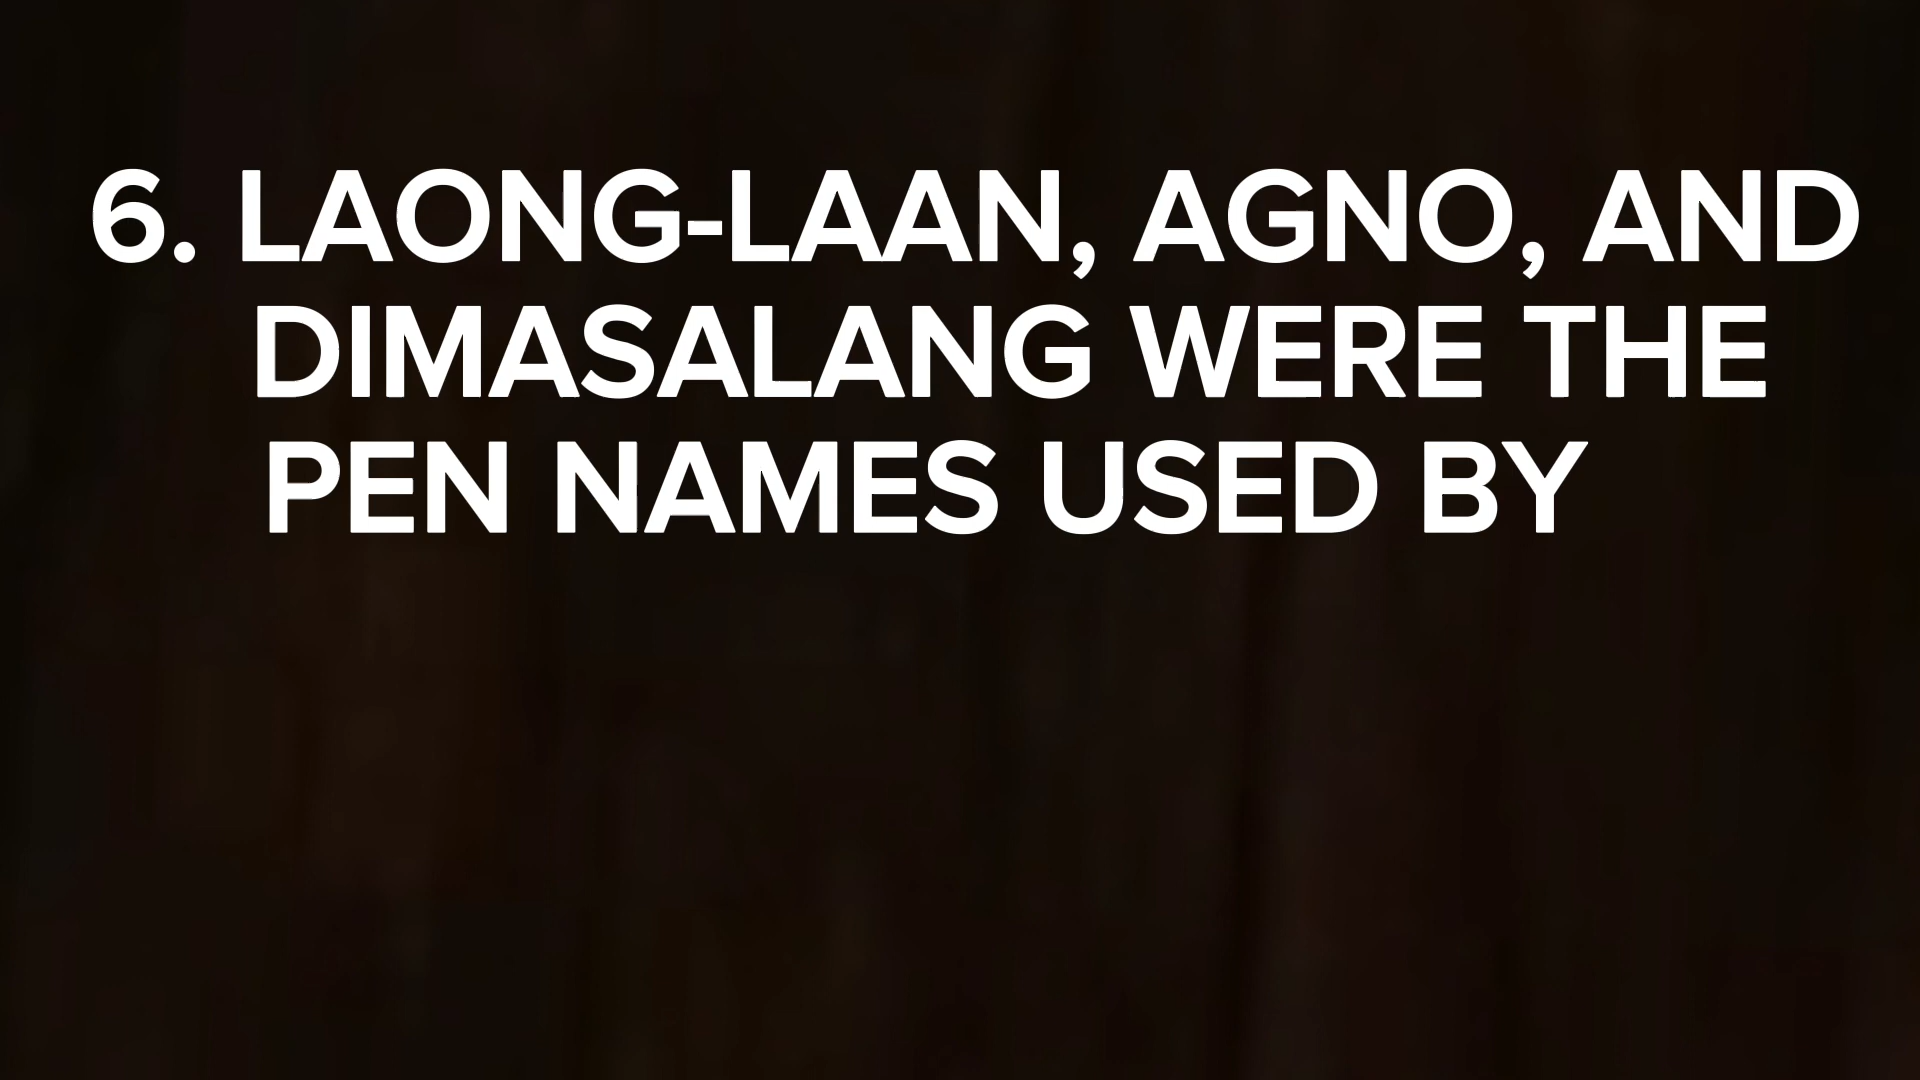 6. LAONG-LAAN, AGNO, AND
DIMASALANG WERE THE
PEN NAMES USED BY